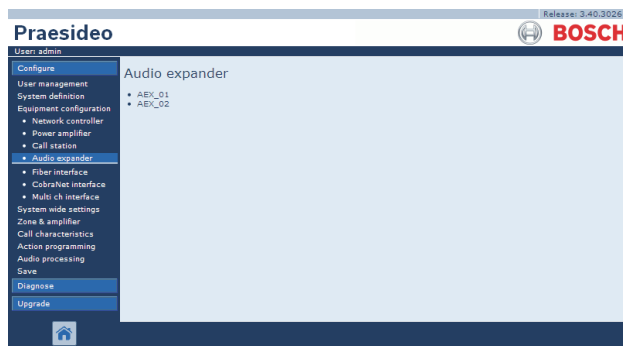 Release: 3.40.3026
Praesideo
BOSCH
User: admin
Configure
User management
System definition
Equipment configuration
• Network controller
• Power amplifier
• Call station
• Audio expander
• Fiber interface
• CobraNet interface
• Multi ch interface
System wide settings
Zone & amplifier
Call characteristics
Action programming
Audio processing
Save
Diagnose
Upgrade
Audio expander
• AEX_01
• AEX_02